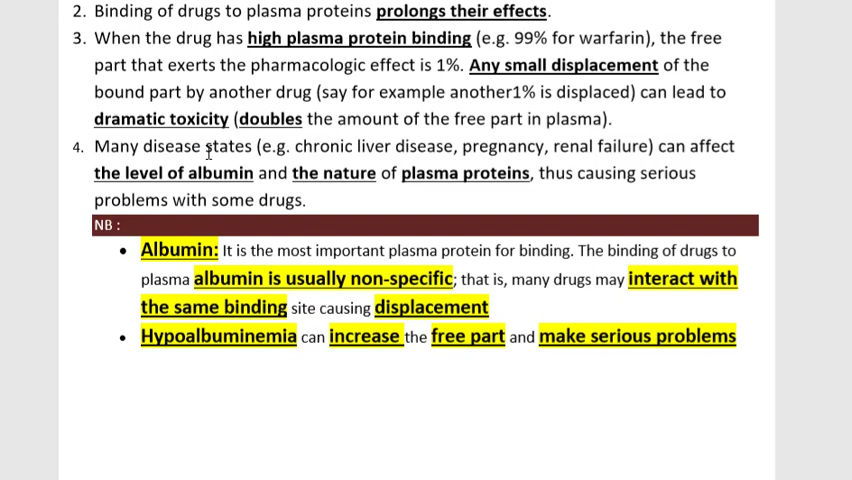 2. Binding of drugs to plasma proteins prolongs their effects.
3. When the drug has high plasma protein binding (e.g. 99% for warfarin), the free
part that exerts the pharmacologic effect is 1%. Any small displacement of the
bound part by another drug (say for example another1% is displaced) can lead to
dramatic toxicity (doubles the amount of the free part in plasma).
4. Many disease states (e.g. chronic liver disease, pregnancy, renal failure) can affect
the level of albumin and the nature of plasma proteins, thus causing serious
problems with some drugs.
NB :
• Albumin: It is the most important plasma protein for binding. The binding of drugs to
plasma albumin is usually non-specific; that is, many drugs may interact with
the same binding site causing displacement
• Hypoalbuminemia can increase the free part and make serious problems